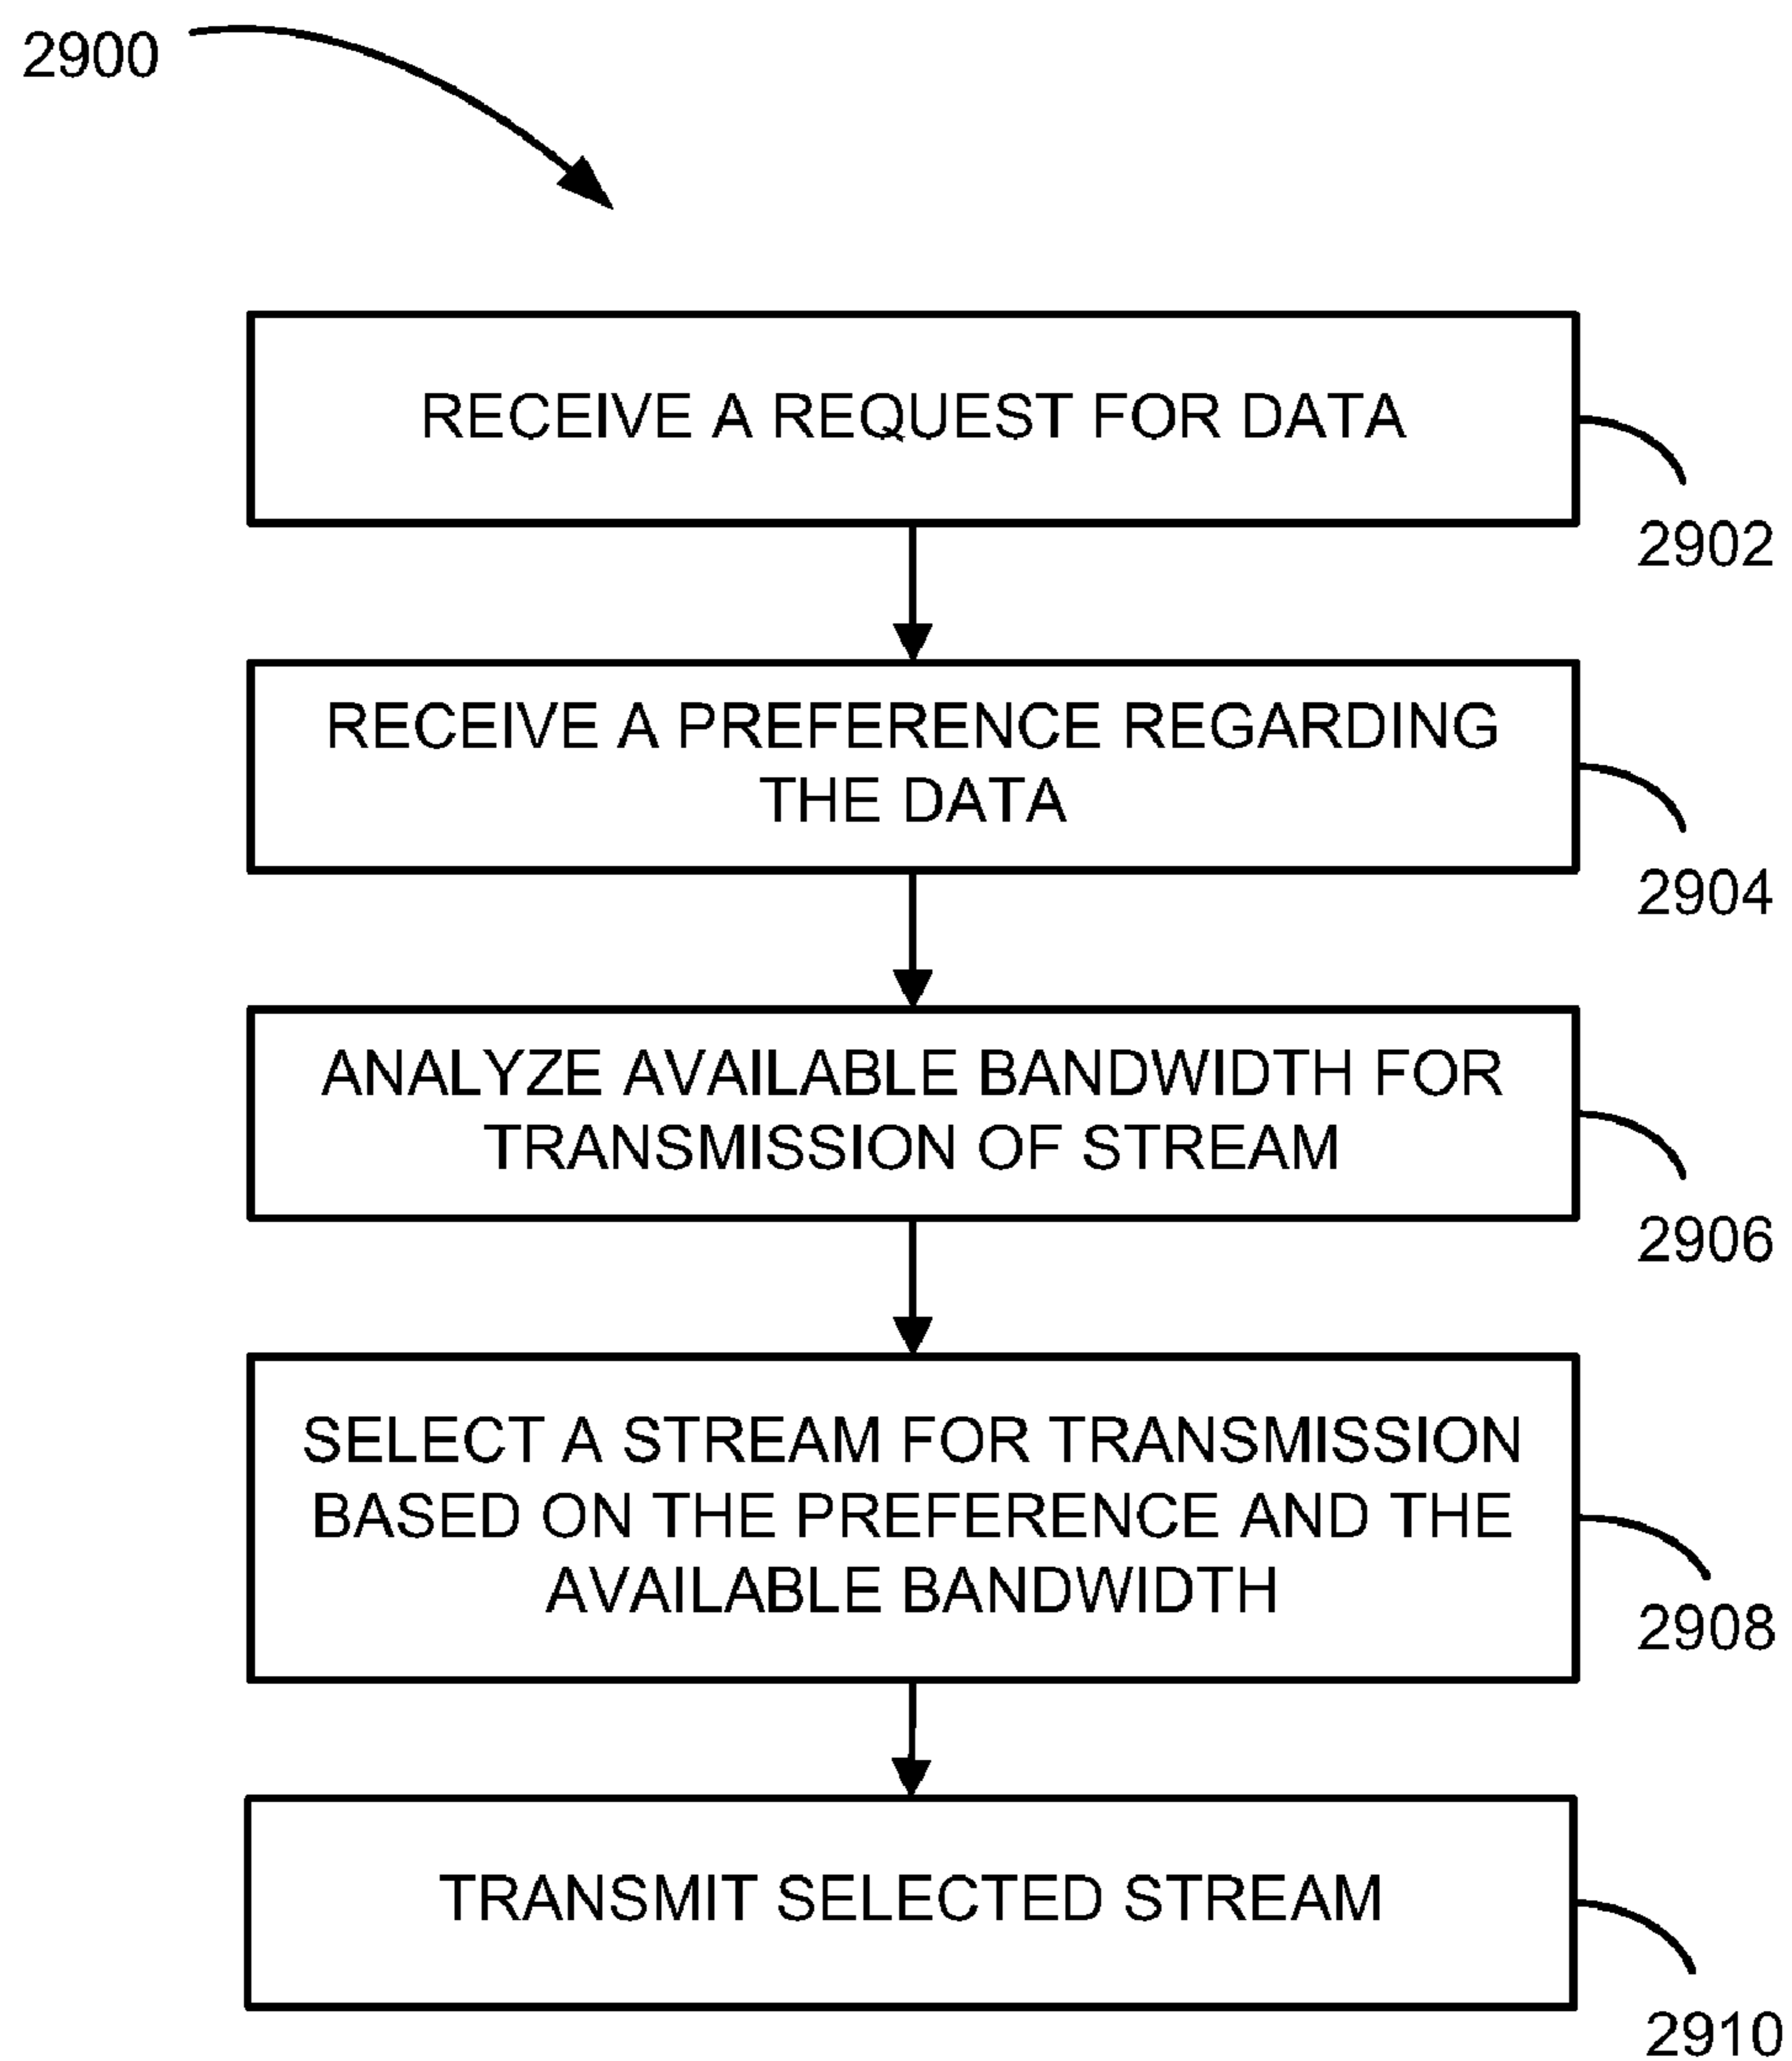 2900
RECEIVE A REQUEST FOR DATA
2902
RECEIVE A PREFERENCE REGARDING
THE DATA
2904
ANALYZE AVAILABLE BANDWIDTH FOR
TRANSMISSION OF STREAM
2906
SELECT A STREAM FOR TRANSMISSION
BASED ON THE PREFERENCE AND THE
AVAILABLE BANDWIDTH
2908
TRANSMIT SELECTED STREAM
2910